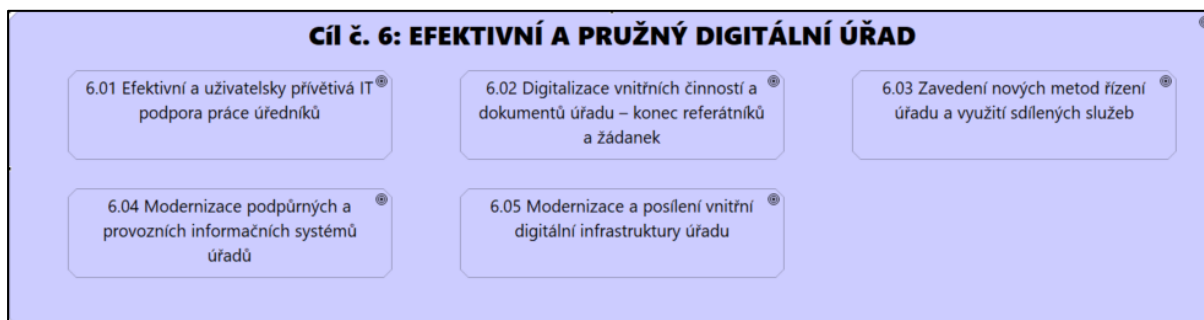 Cíl č. 6: EFEKTIVNÍ A PRUŽNÝ DIGITÁLNÍ ÚŘAD
6.01 Efektivní a uživatelsky přívětivá IT
podpora práce úředníků
6.02 Digitalizace vnitřních činností a
dokumentů úřadu – konec referátníků
a žádanek
6.03 Zavedení nových metod řízení
úřadu a využití sdílených služeb
6.04 Modernizace podpůrných a
provozních informačních systémů
úřadů
6.05 Modernizace a posílení vnitřní
digitální infrastruktury úřadu